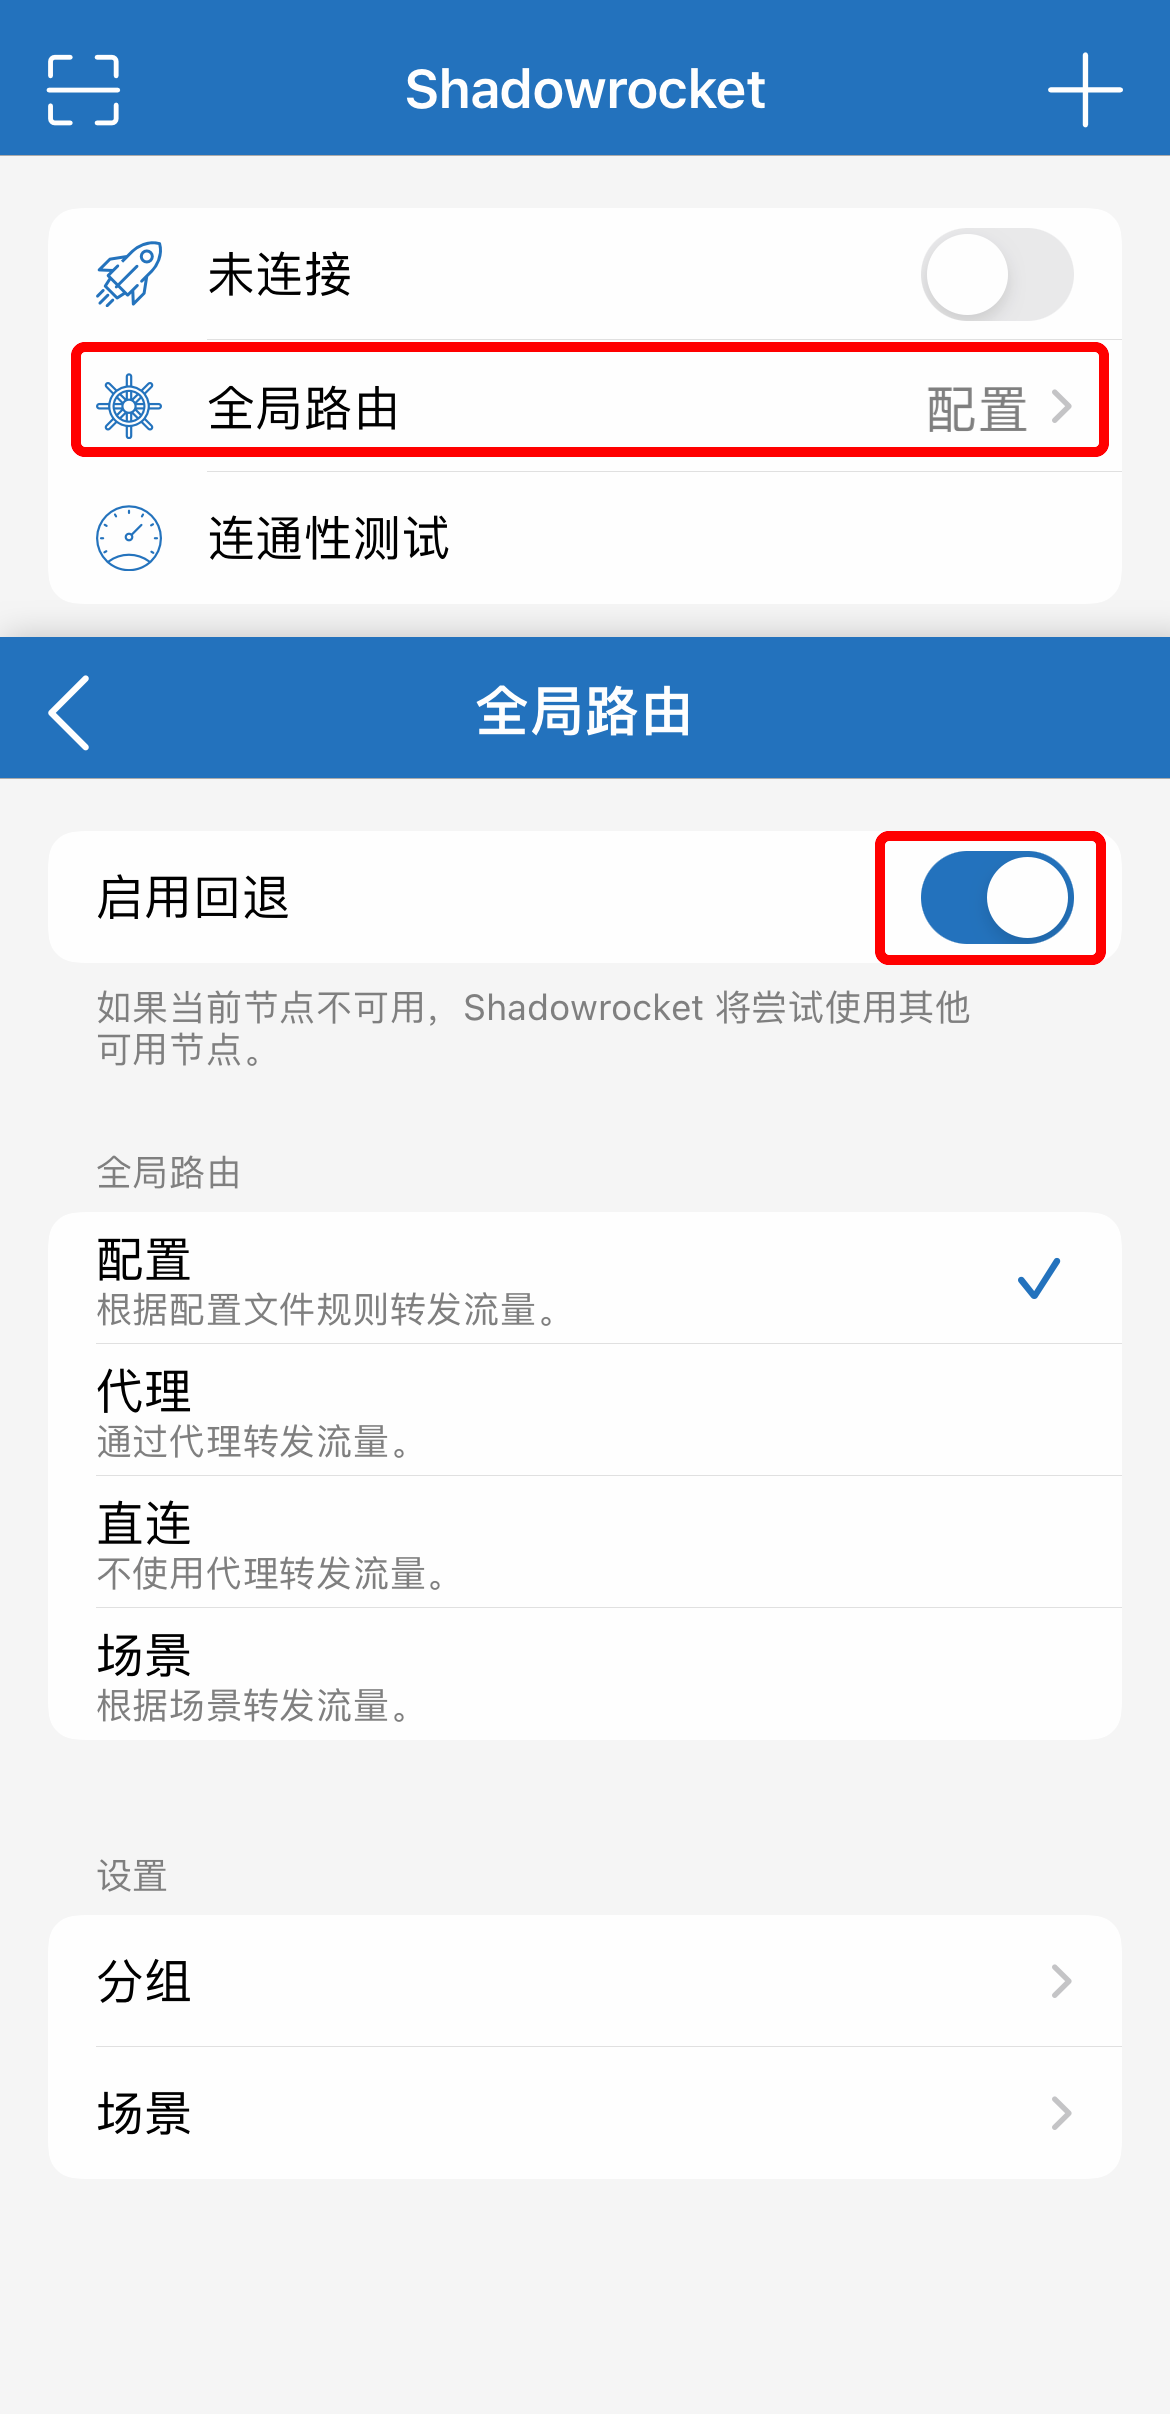 Shadowrocket
未连接
全局路由 配置
连通性测试
全局路由
启用回退
如果当前节点不可用，Shadowrocket 将尝试使用其他
可用节点。
全局路由
配置
根据配置文件规则转发流量。
代理
通过代理转发流量。
直连
不使用代理转发流量。
场景
根据场景转发流量。
设置
分组
场景